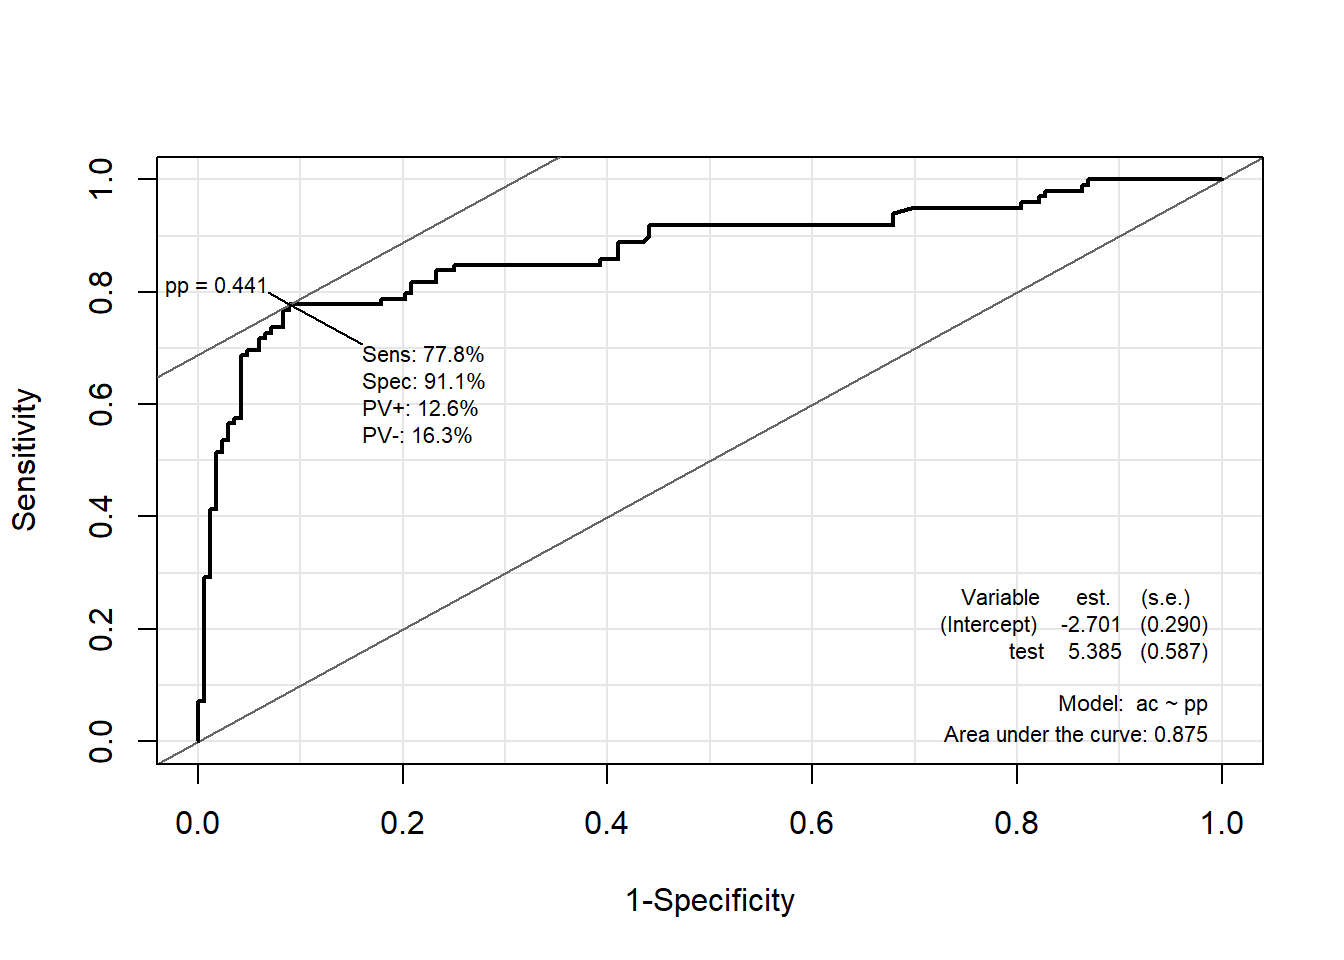 pp = 0.441
Sens: 77.8%
Spec: 91.1%
PV+: 12.6%
PV-: 16.3%
Variable est. (s.e.)
(Intercept) -2.701 (0.290)
test 5.385 (0.587)
Model: ac ~ pp
Area under the curve: 0.875
Sensitivity
1.0
0.8
0.6
0.4
0.2
0.0
0.0 0.2 0.4 0.6 0.8 1.0
1-Specificity